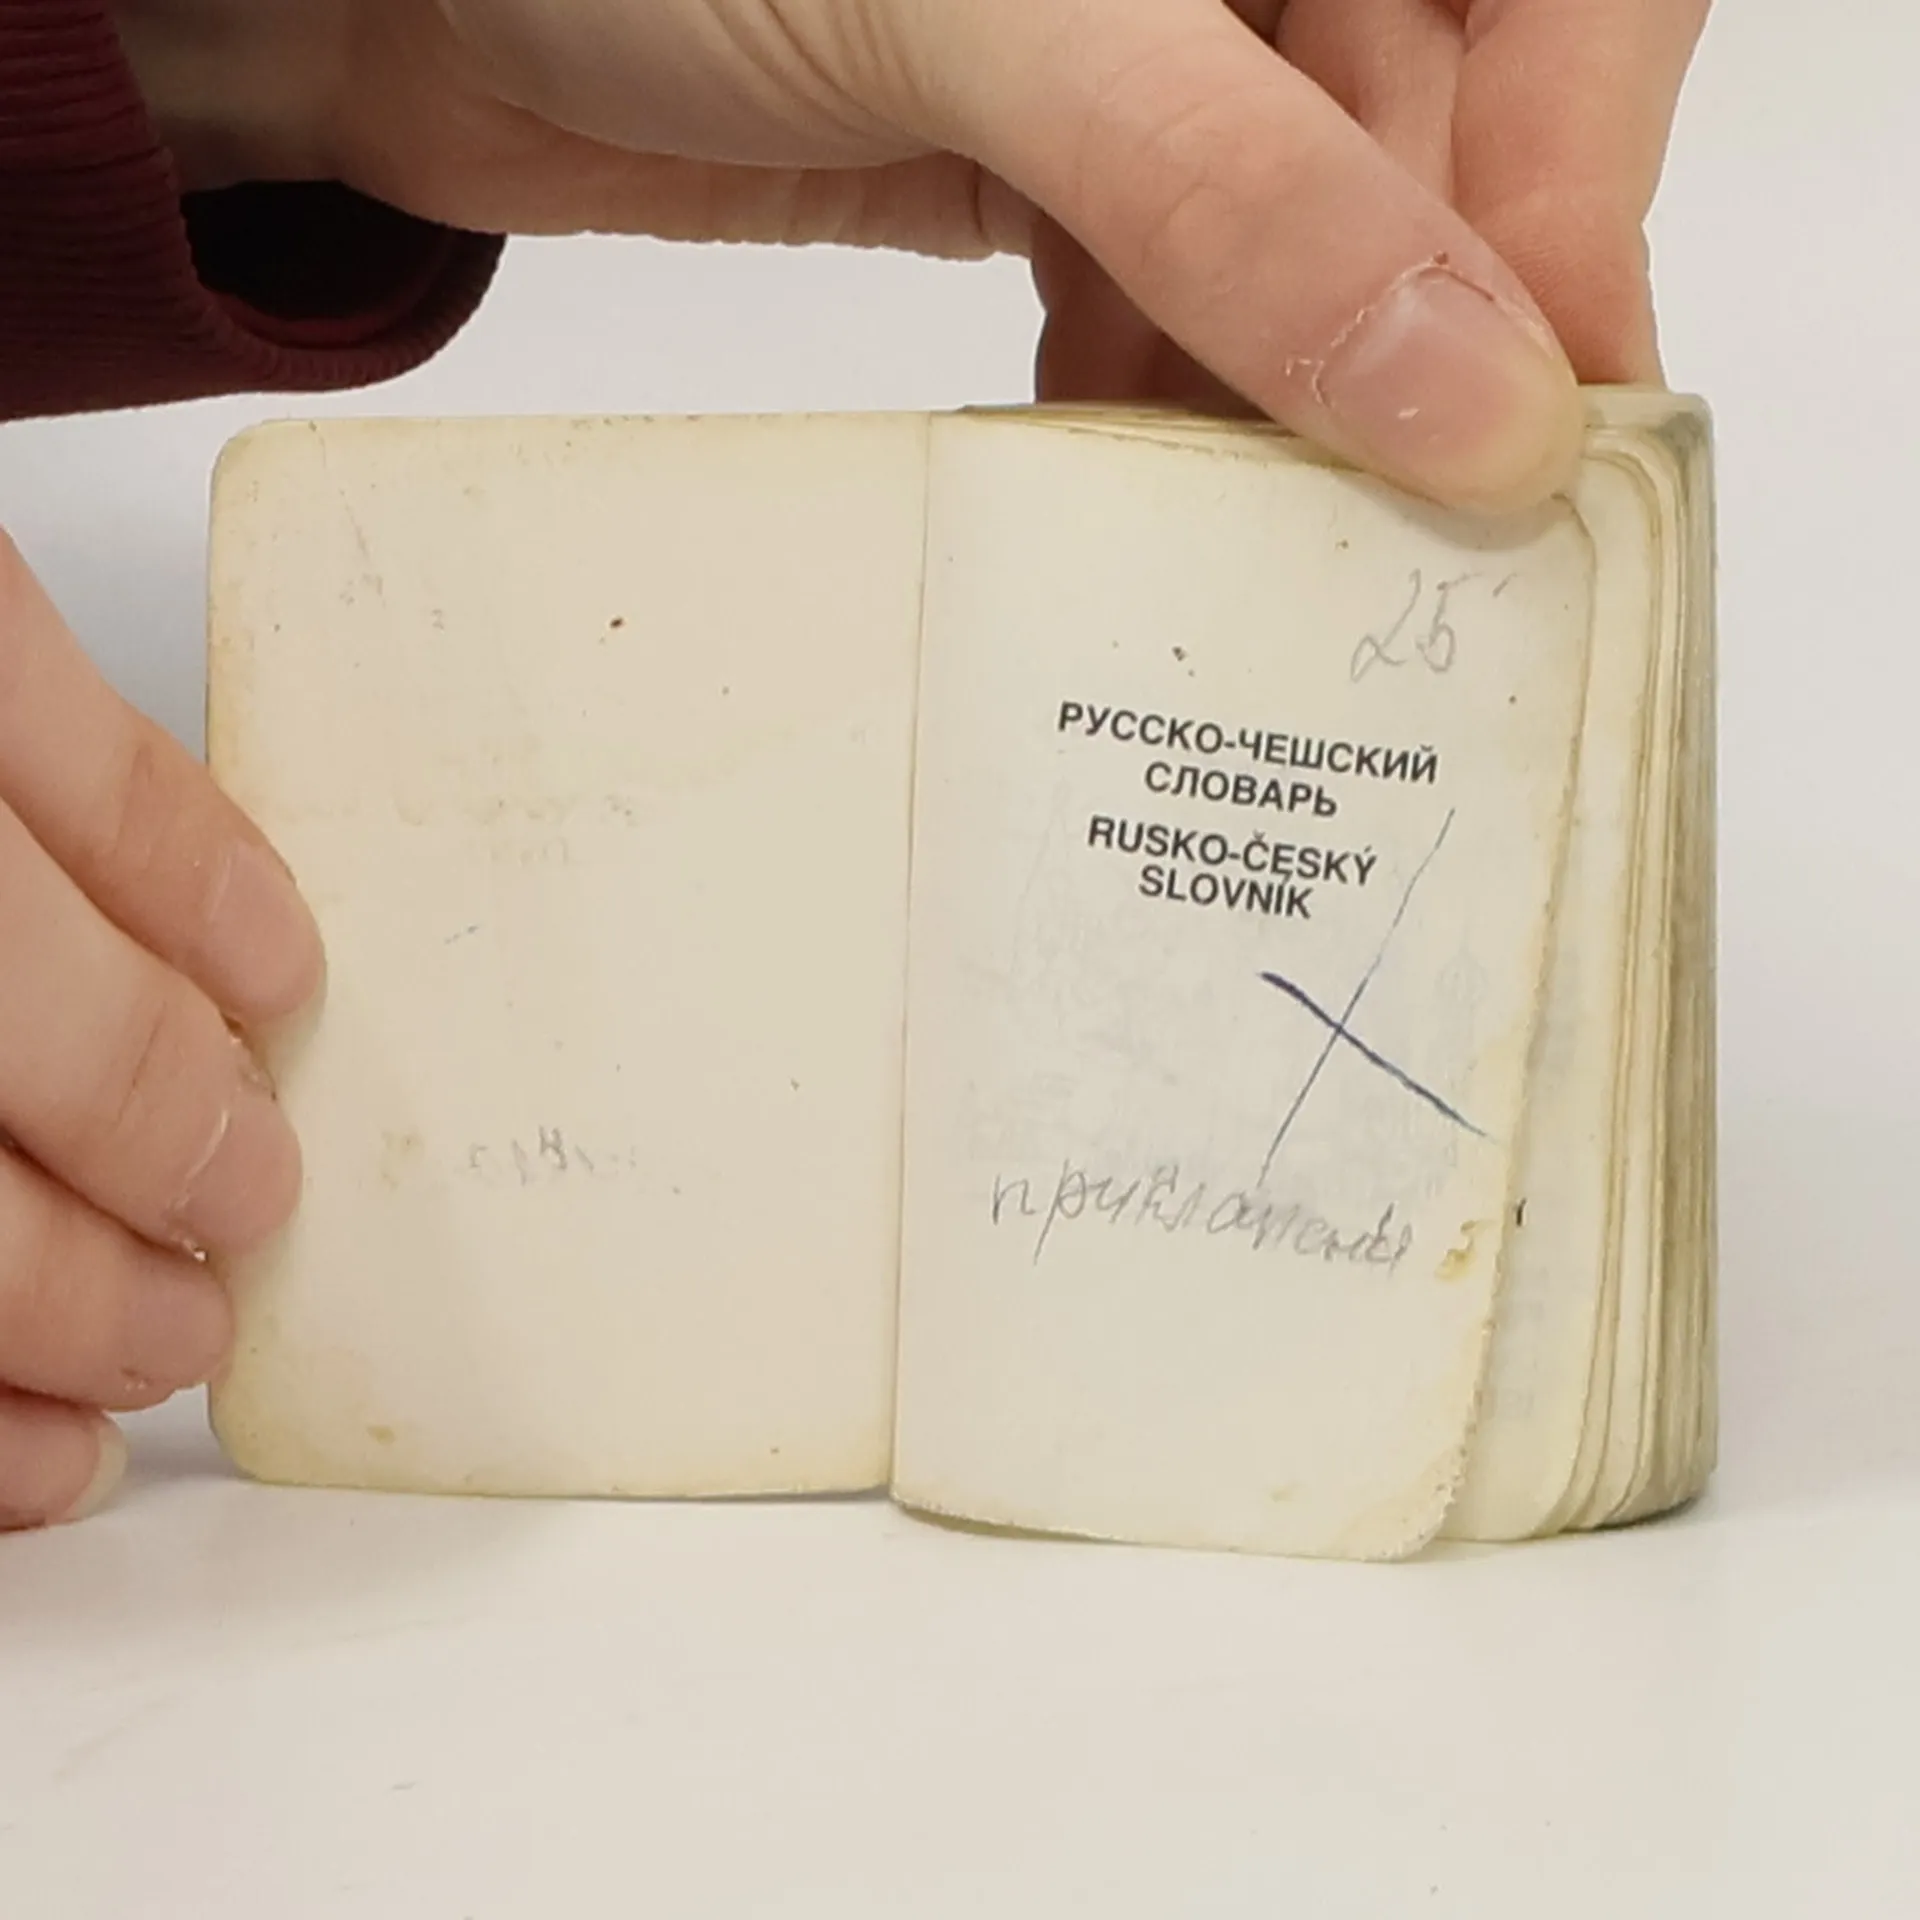 25
РУССКО-ЧЕШСКИЙ
СЛОВАРЬ
RUSKO-ČESKÝ
SLOVNÍK